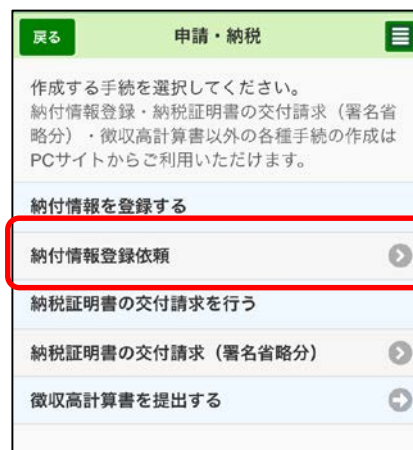 戻る 申請・納税
作成する手続を選択してください。
納付情報登録・納税証明書の交付請求（署名省
略分）・徴収高計算書以外の各種手続の作成は
PCサイトからご利用いただけます。
納付情報を登録する
納付情報登録依頼
納税証明書の交付請求を行う
納税証明書の交付請求（署名省略分）
徴収高計算書を提出する